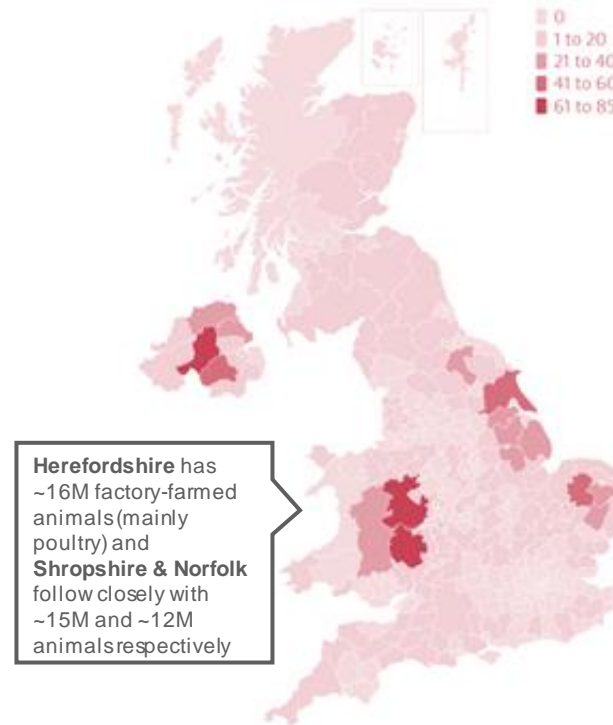 0
1 to 20
21 to 40
41 to 60
61 to 85
Herefordshire has
~16M factory-farmed
animals (mainly
poultry) and
Shropshire & Norfolk
follow closely with
~15M and ~12M
animals respectively